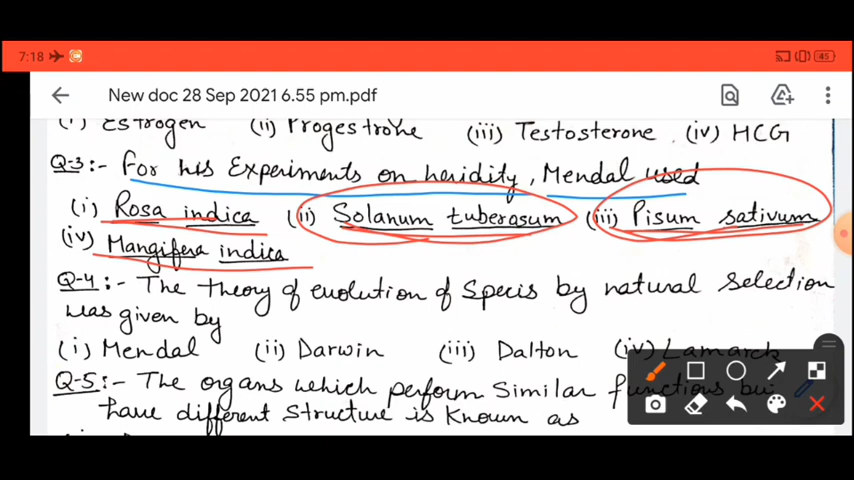 7:18
45
New doc 28 Sep 2021 6.55 pm.pdf
(i) Estrogen (ii) Progestrone (iii) Testosterone (iv) HCG
Q-3:- For his Experiments on heridity, Mendal used
(i) Rosa indica (ii) Solanum tuberasum (iii) Pisum sativum
(iv) Mangifera indica
Q-4:- The theory of evolution of Specis by natural Selection
was given by
(i) Mendal (ii) Darwin (iii) Dalton (iv) Lamarck
Q-5:- The organs which perform Similar functions but
have different Structure is Known as